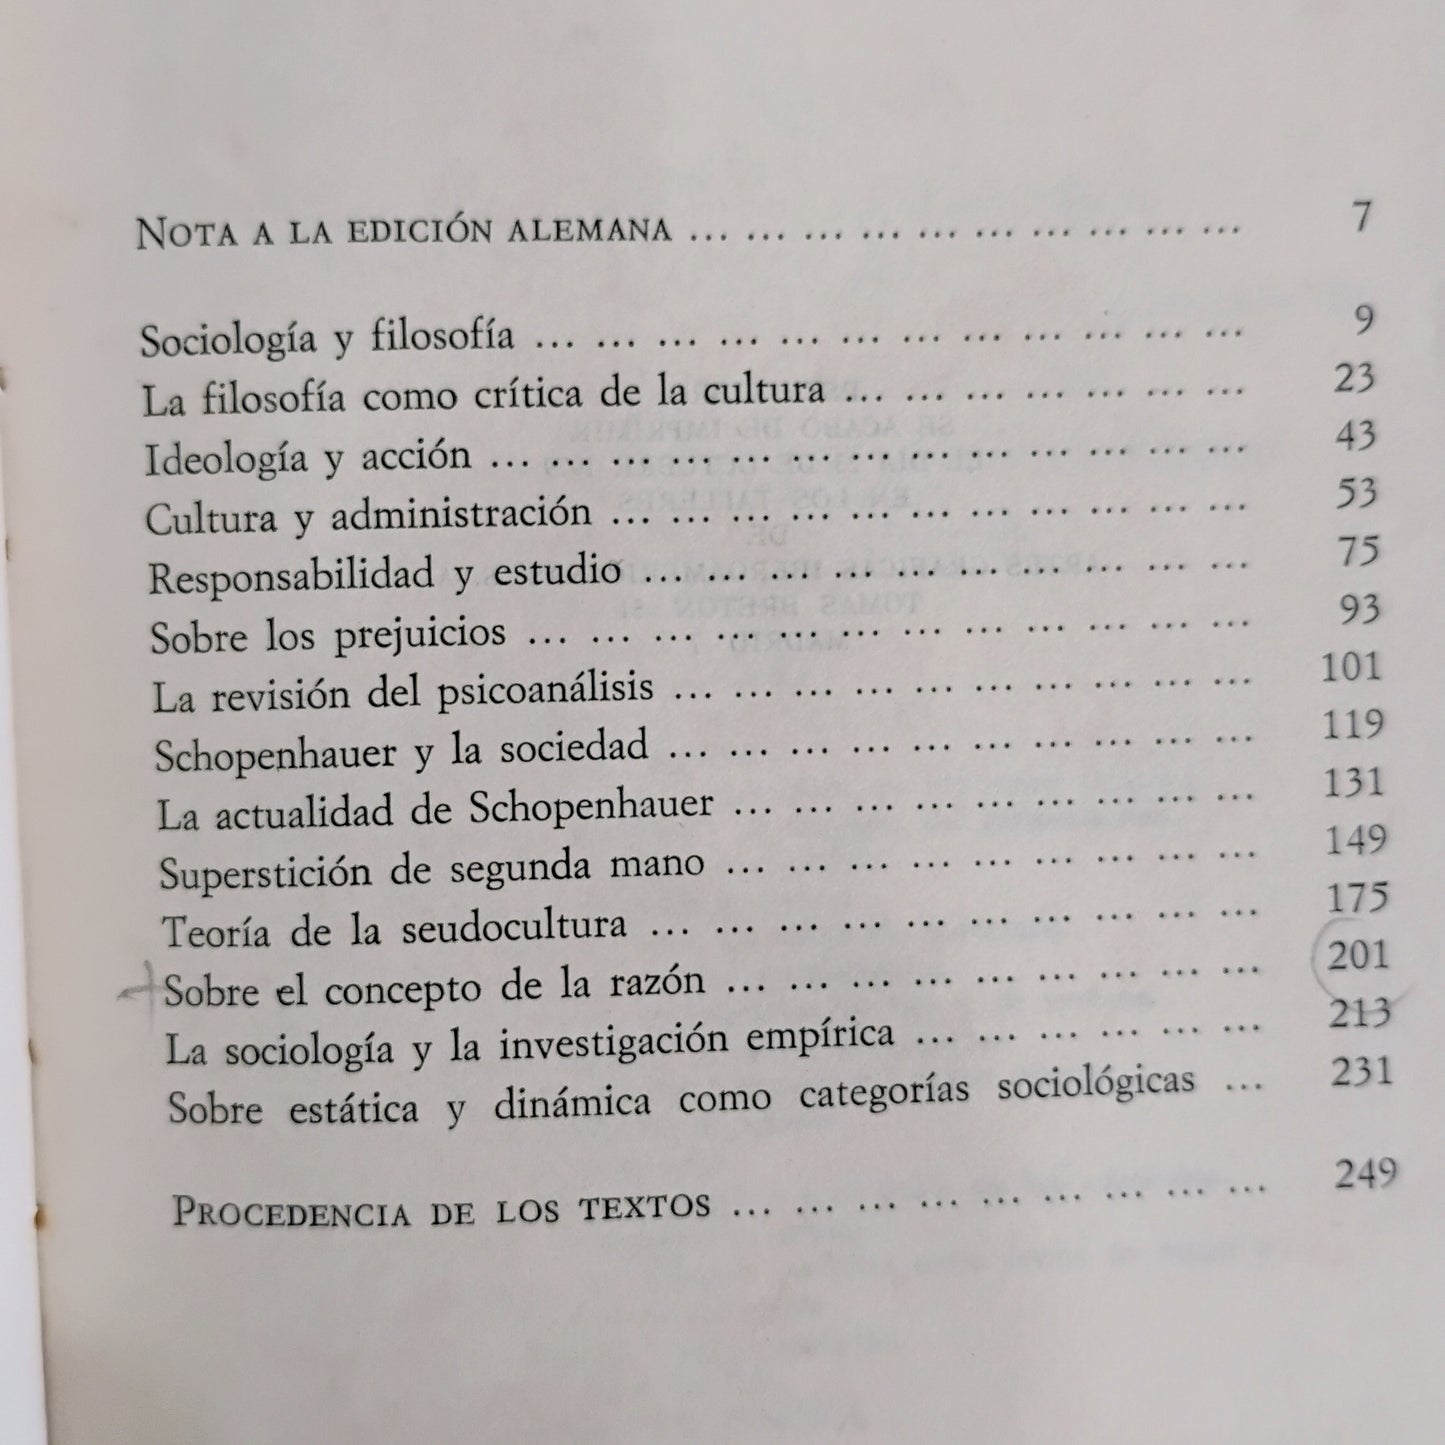 NOTA A LA EDICIÓN ALEMANA ... ... ... ... ... ... ... ... ... ... 7
Sociología y filosofía ... ... ... ... ... ... ... ... ... ... ... ... 9
La filosofía como crítica de la cultura ... ... ... ... ... ... ... 23
Ideología y acción ... ... ... ... ... ... ... ... ... ... ... ... ... 43
Cultura y administración ... ... ... ... ... ... ... ... ... ... ... 53
Responsabilidad y estudio ... ... ... ... ... ... ... ... ... ... 75
Sobre los prejuicios ... ... ... ... ... ... ... ... ... ... ... ... 93
La revisión del psicoanálisis ... ... ... ... ... ... ... ... ... ... 101
Schopenhauer y la sociedad ... ... ... ... ... ... ... ... ... ... 119
La actualidad de Schopenhauer ... ... ... ... ... ... ... ... ... 131
Superstición de segunda mano ... ... ... ... ... ... ... ... ... 149
Teoría de la seudocultura ... ... ... ... ... ... ... ... ... ... 175
Sobre el concepto de la razón ... ... ... ... ... ... ... ... ... 201
La sociología y la investigación empírica ... ... ... ... ... ... 213
Sobre estática y dinámica como categorías sociológicas ... 231
PROCEDENCIA DE LOS TEXTOS ... ... ... ... ... ... ... ... ... 249